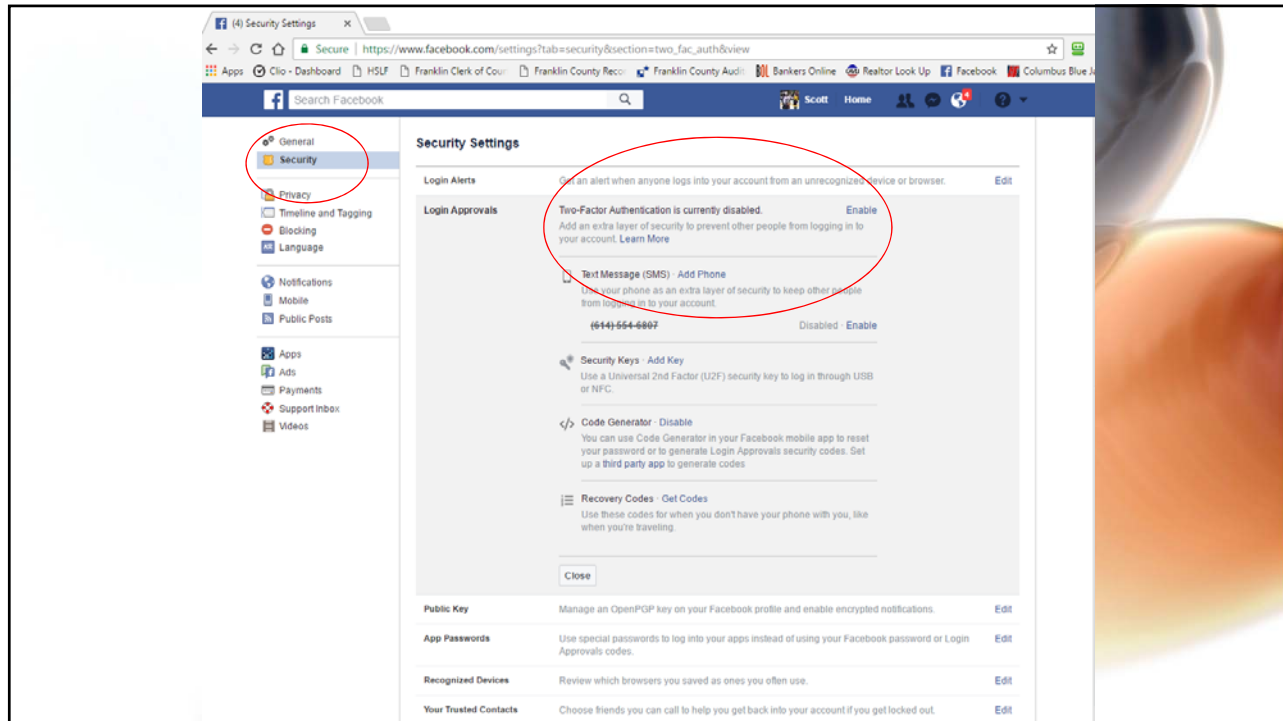 (4) Security Settings
Secure | https://www.facebook.com/settings?tab=security&section=two_fac_auth&view
Apps Clio - Dashboard HSLF Franklin Clerk of Cour Franklin County Reco Franklin County Audi Bankers Online Realtor Look Up Facebook Columbus Blue Ja
Search Facebook Scott Home 4
General
Security
Privacy
Timeline and Tagging
Blocking
Language
Notifications
Mobile
Public Posts
Apps
Ads
Payments
Support Inbox
Videos
Security Settings
Login Alerts Get an alert when anyone logs into your account from an unrecognized device or browser. Edit
Login Approvals Two-Factor Authentication is currently disabled. Enable
Add an extra layer of security to prevent other people from logging in to
your account. Learn More
Text Message (SMS) · Add Phone
Use your phone as an extra layer of security to keep other people
from logging in to your account.
(614) 554-6807 Disabled · Enable
Security Keys · Add Key
Use a Universal 2nd Factor (U2F) security key to log in through USB
or NFC.
</> Code Generator · Disable
You can use Code Generator in your Facebook mobile app to reset
your password or to generate Login Approvals security codes. Set
up a third party app to generate codes
Recovery Codes · Get Codes
Use these codes for when you don't have your phone with you, like
when you're traveling.
Close
Public Key Manage an OpenPGP key on your Facebook profile and enable encrypted notifications. Edit
App Passwords Use special passwords to log into your apps instead of using your Facebook password or Login Edit
Approvals codes.
Recognized Devices Review which browsers you saved as ones you often use. Edit
Your Trusted Contacts Choose friends you can call to help you get back into your account if you get locked out. Edit